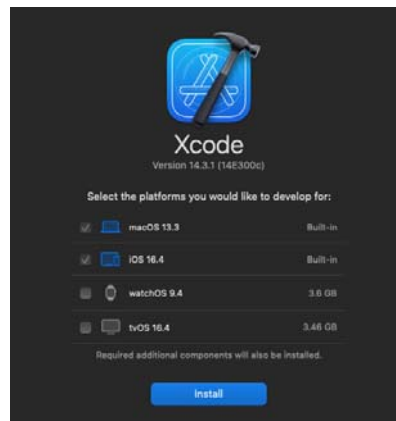 Xcode
Version 14.3.1 (14E300c)
Select the platforms you would like to develop for:
macOS 13.3 Built-in
iOS 16.4 Built-in
watchOS 9.4 3.6 GB
tvOS 16.4 3.46 GB
Required additional components will also be installed.
Install